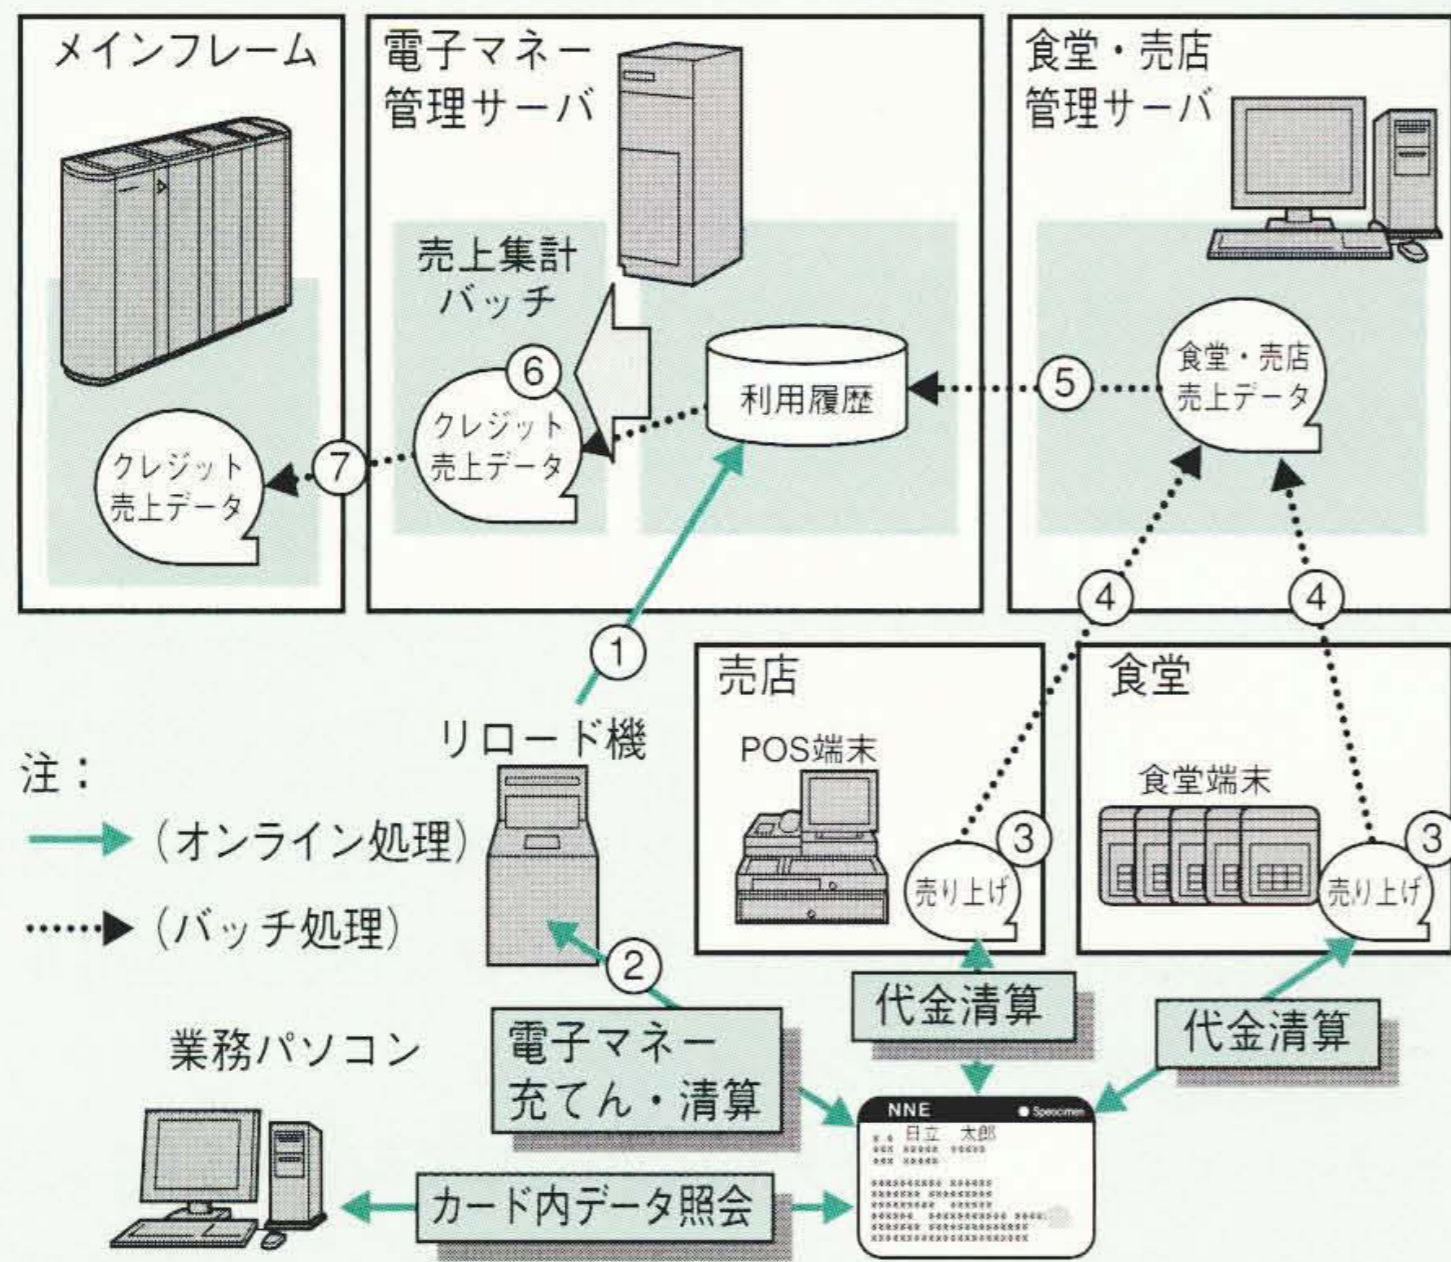 メインフレーム
クレジット
売上データ
⑦
電子マネー
管理サーバ
売上集計
バッチ
⑥
クレジット
売上データ
利用履歴
⑤
食堂・売店
管理サーバ
食堂・売店
売上データ
④
④
①
リロード機
注：
(オンライン処理)
(バッチ処理)
売店
POS端末
③
売り上げ
食堂
食堂端末
③
売り上げ
②
電子マネー
充てん・清算
代金清算
代金清算
業務パソコン
カード内データ照会
NNE
日立 太郎